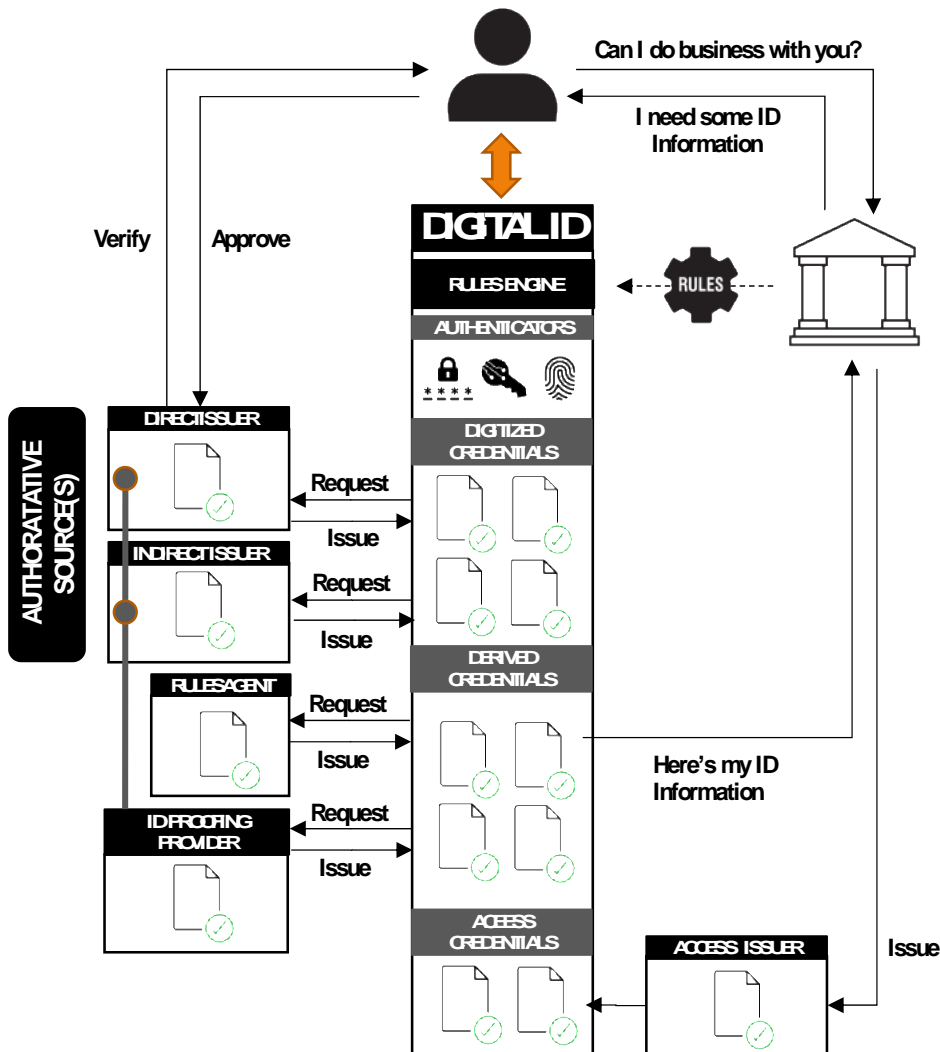 Can I do business with you?
I need some ID
Information
Verify
Approve
DIGITAL ID
RULES ENGINE
RULES
AUTHENTICATORS
* * * *
DIRECT ISSUER
DIGITIZED
CREDENTIALS
AUTHORATATIVE
SOURCE(S)
Request
Issue
INDIRECT ISSUER
Request
Issue
DERIVED
CREDENTIALS
RULES AGENT
Request
Issue
Here's my ID
Information
ID PROOFING
PROVIDER
Request
Issue
ACCESS
CREDENTIALS
ACCESS ISSUER
Issue